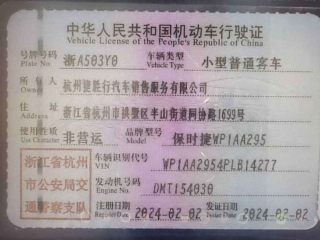 中华人民共和国机动车行驶证
Vehicle License of the People's Republic of China
号牌号码 浙A503Y0 车辆类型 小型普通客车
Plate No. Vehicle Type
所有人 杭州捷胜行汽车销售服务有限公司
Owner
住址 浙江省杭州市拱墅区半山街道同协路1699号
Address
使用性质 非营运 品牌型号 保时捷WP1AA295
Use Character Model
浙江省杭州 车辆识别代号 WP1AA2954PLB14277
VIN
市公安局交 发动机号码 DMT154030
Engine No.
通警察支队 注册日期 2024-02-02 发证日期 2024-02-02
Register Date Issue Date